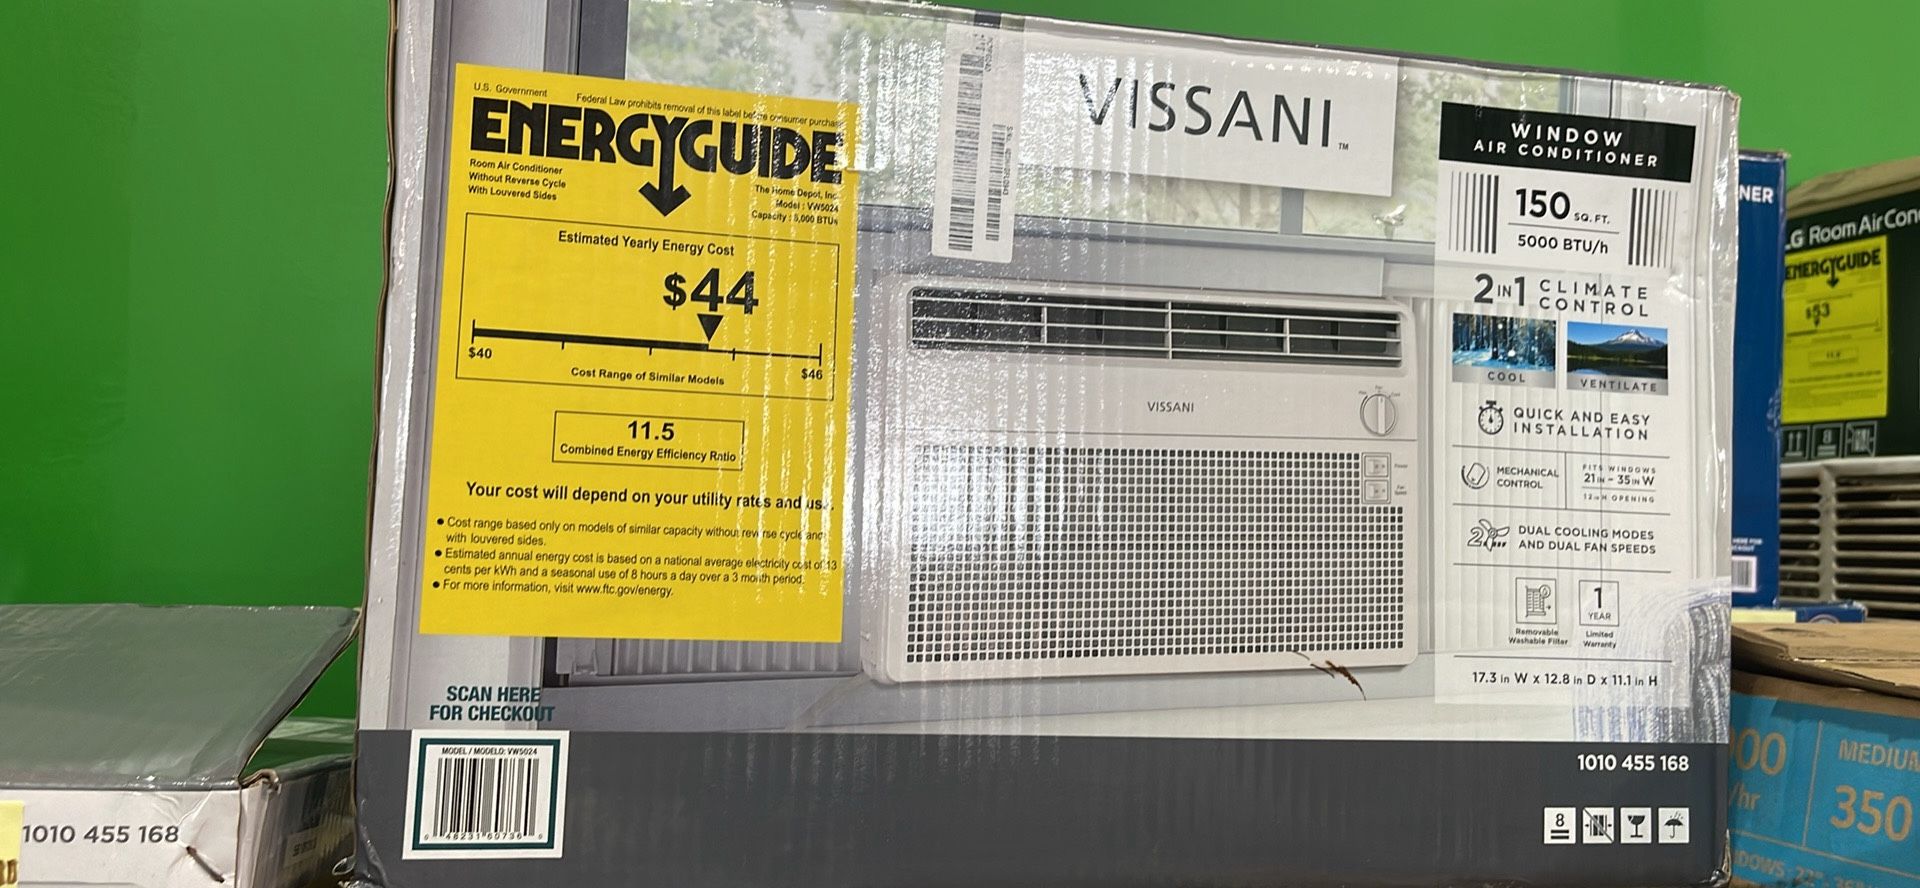 U.S. Government
Federal Law prohibits removal of this label before consumer purchase
ENERGYGUIDE
Room Air Conditioner
Without Reverse Cycle
With Louvered Sides
The Home Depot, Inc.
Model : VW5024
Capacity : 5,000 BTUs
Estimated Yearly Energy Cost
$44
$40
$46
Cost Range of Similar Models
11.5
Combined Energy Efficiency Ratio
Your cost will depend on your utility rates and
Cost range based only on models of similar capacity without reverse cycle and
with louvered sides.
Estimated annual energy cost is based on a national average electricity cost of 13
cents per kWh and a seasonal use of 8 hours a day over a 3 month period.
For more information, visit www.ftc.gov/energy.
SCAN HERE
FOR CHECKOUT
MODEL / MODELO: VW5024
VISSANI™
VISSANI
WINDOW
AIR CONDITIONER
150 SQ. FT.
5000 BTU/h
2 IN 1 CLIMATE
CONTROL
COOL
VENTILATE
QUICK AND EASY
INSTALLATION
MECHANICAL
CONTROL
FITS WINDOWS
21 IN - 35 IN W
OPENING
2
DUAL COOLING MODES
AND DUAL FAN SPEEDS
1
YEAR
Removable
Washable Filter
Limited
Warranty
17.3 in W x 12.8 in D x 11.1 in H
1010 455 168
8
1010 455 168
NER
LG Room Air Con
ENERGYGUIDE
$53
00
/hr
MEDIUM
350